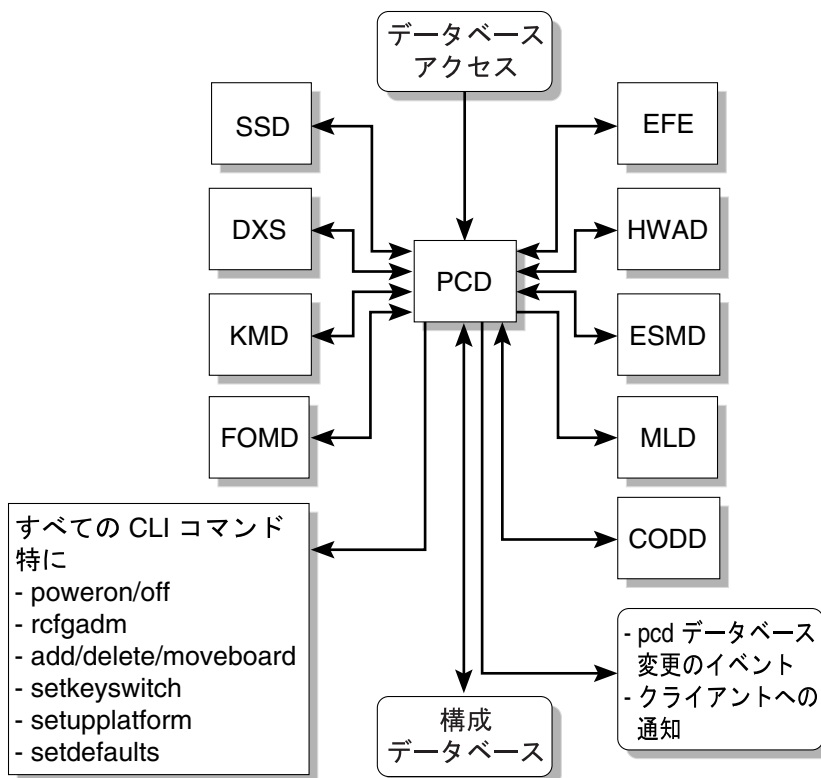 データベース
アクセス
SSD
EFE
DXS
HWAD
PCD
KMD
ESMD
FOMD
MLD
すべての CLI コマンド
特に
- poweron/off
- rcfgadm
- add/delete/moveboard
- setkeyswitch
- setupplatform
- setdefaults
CODD
- pcd データベース
変更のイベント
- クライアントへの
通知
構成
データベース